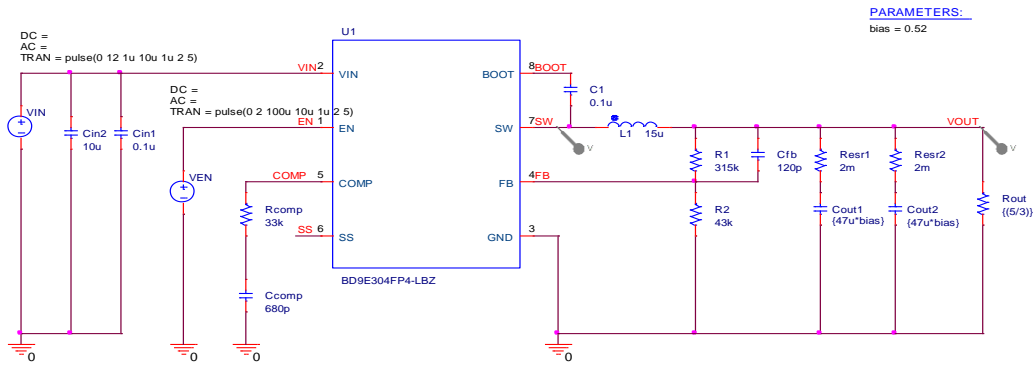 PARAMETERS:
bias = 0.52
DC =
AC =
TRAN = pulse(0 12 1u 10u 1u 2 5)
U1
VIN 2 VIN
BOOT 8 BOOT
C1
0.1u
DC =
AC =
TRAN = pulse(0 2 100u 10u 1u 2 5)
VIN
Cin2
10u
Cin1
0.1u
EN 1 EN
SW 7 SW
L1 15u
VOUT
V
V
R1
315k
Cfb
120p
Resr1
2m
Resr2
2m
VEN
COMP 5 COMP
FB 4 FB
Rcomp
33k
R2
43k
Cout1
{47u*bias}
Cout2
{47u*bias}
Rout
{(5/3)}
SS 6 SS
GND 3
BD9E304FP4-LBZ
Ccomp
680p
0
0
0
0